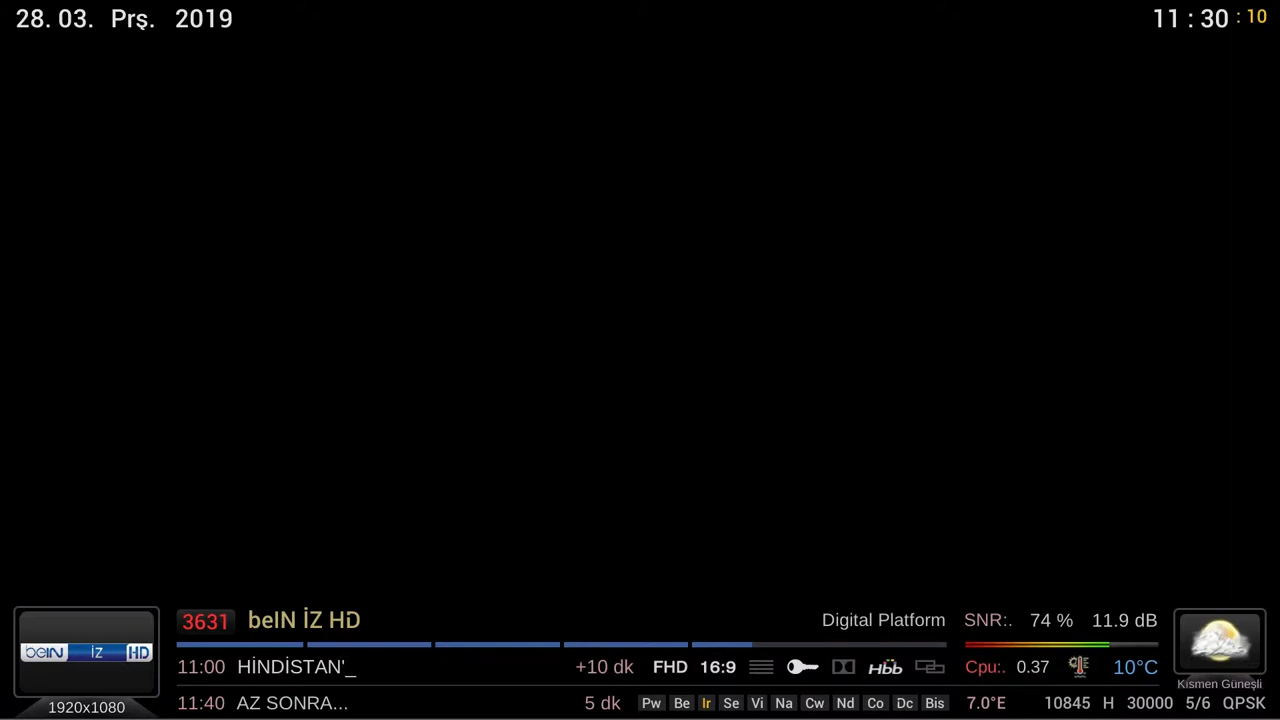 28. 03. Prş. 2019
11 : 30 : 10
3631 beIN İZ HD Digital Platform SNR:. 74 % 11.9 dB
beIN İZ HD
11:00 HİNDİSTAN'_ +10 dk FHD 16:9 Hbb Cpu:. 0.37 10°C
Kısmen Güneşli
1920x1080 11:40 AZ SONRA... 5 dk Pw Be Ir Se Vi Na Cw Nd Co Dc Bis 7.0°E 10845 H 30000 5/6 QPSK